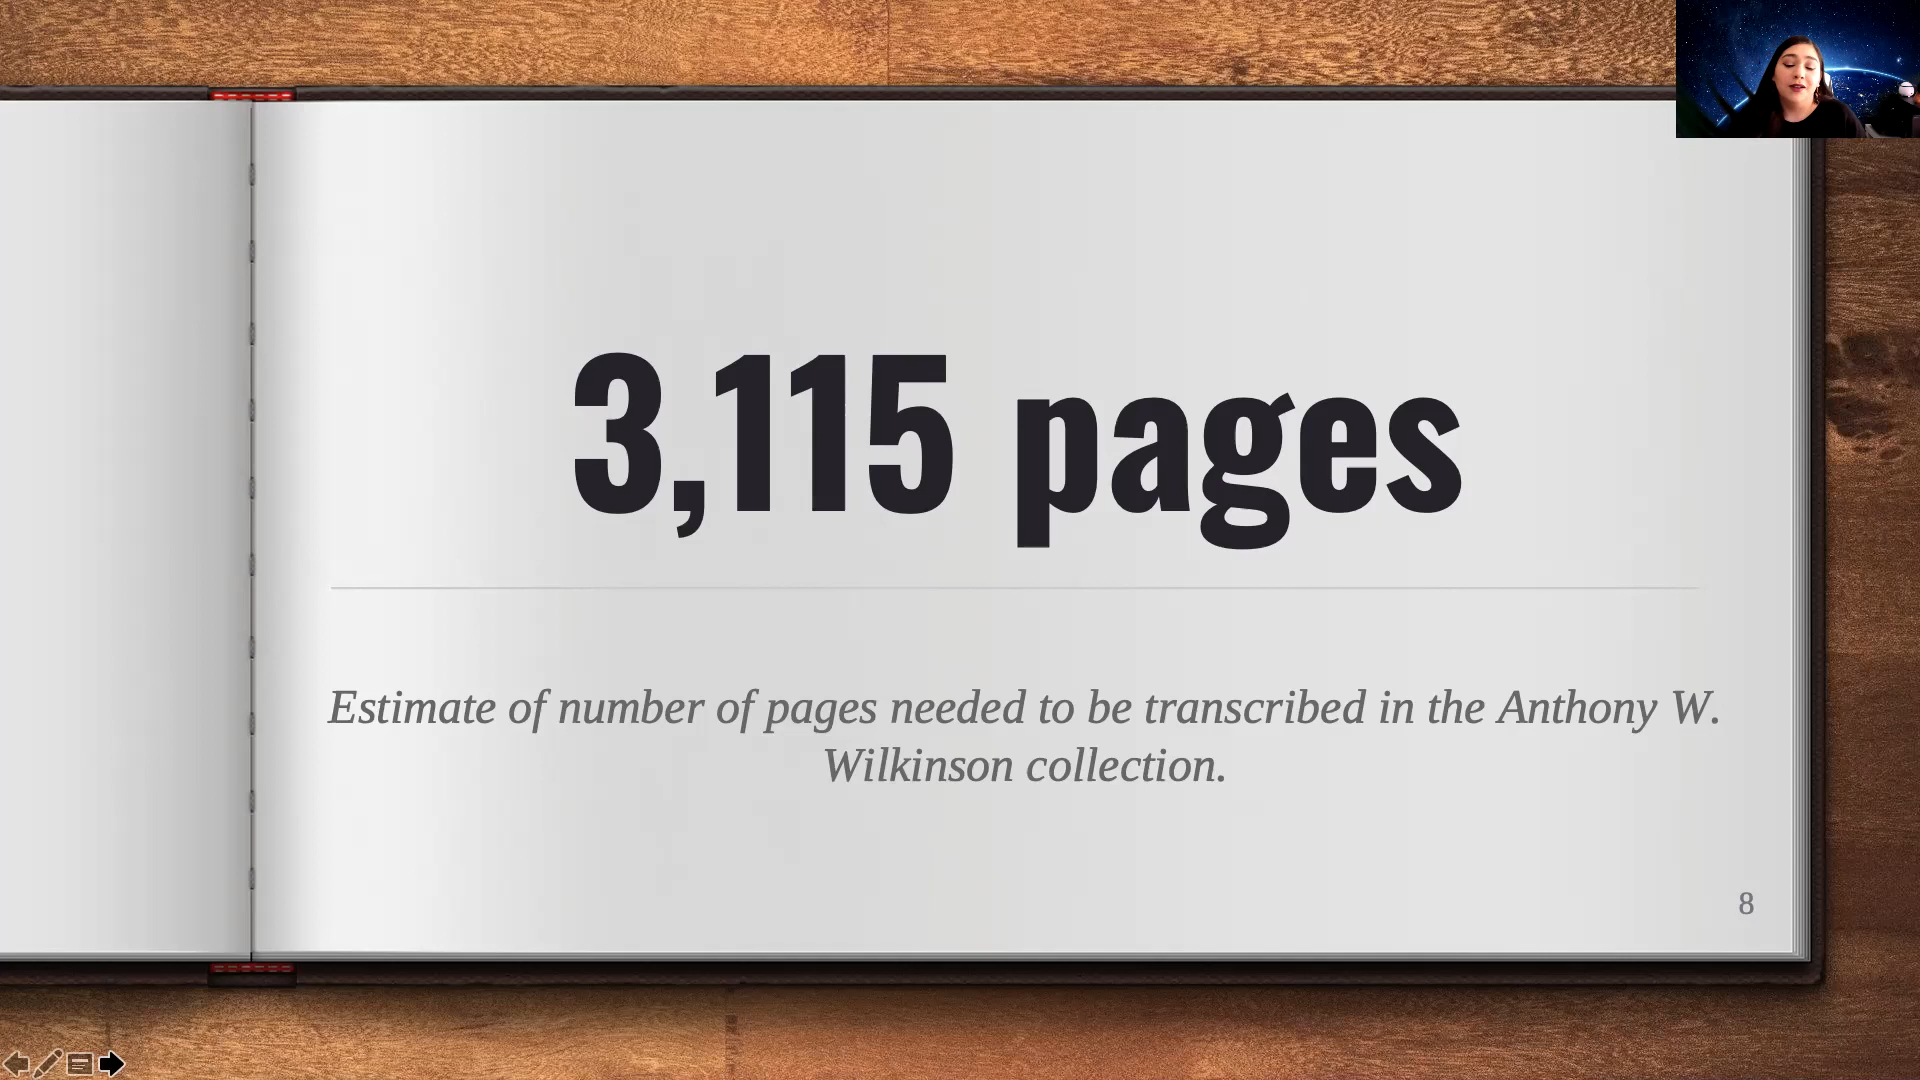 3,115 pages
Estimate of number of pages needed to be transcribed in the Anthony W.
Wilkinson collection.
8